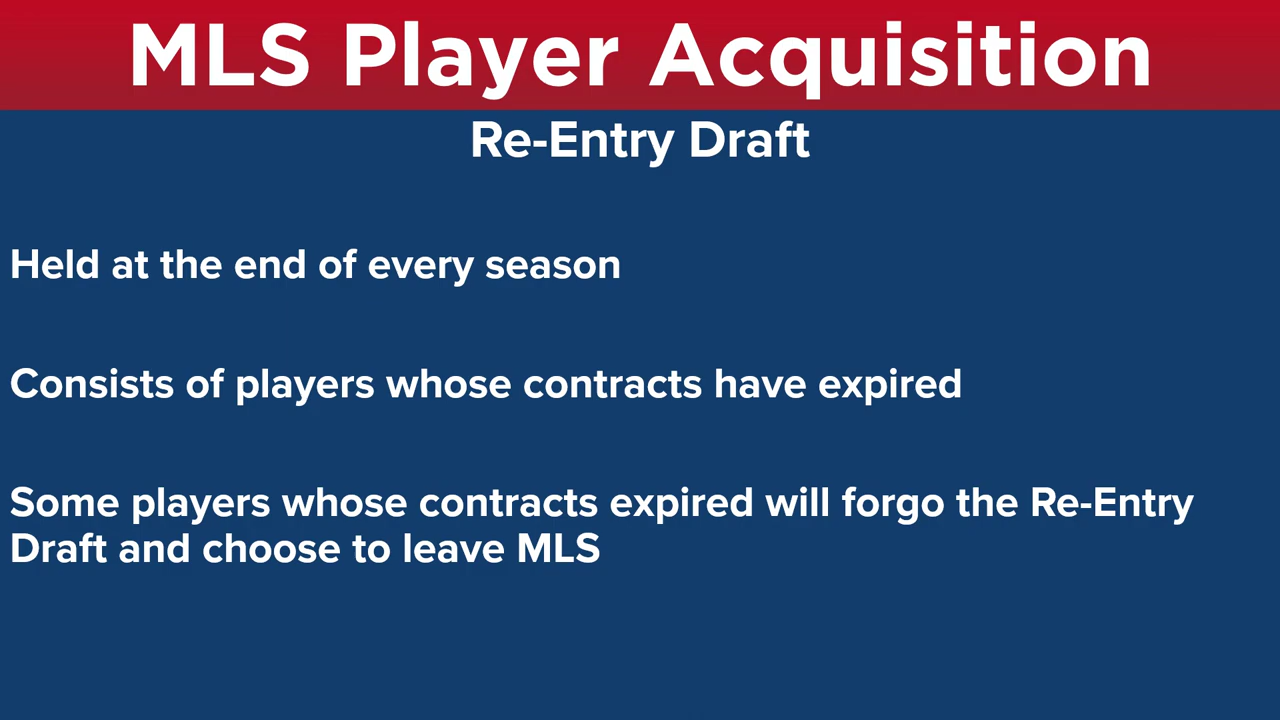 MLS Player Acquisition
Re-Entry Draft
Held at the end of every season
Consists of players whose contracts have expired
Some players whose contracts expired will forgo the Re-Entry
Draft and choose to leave MLS